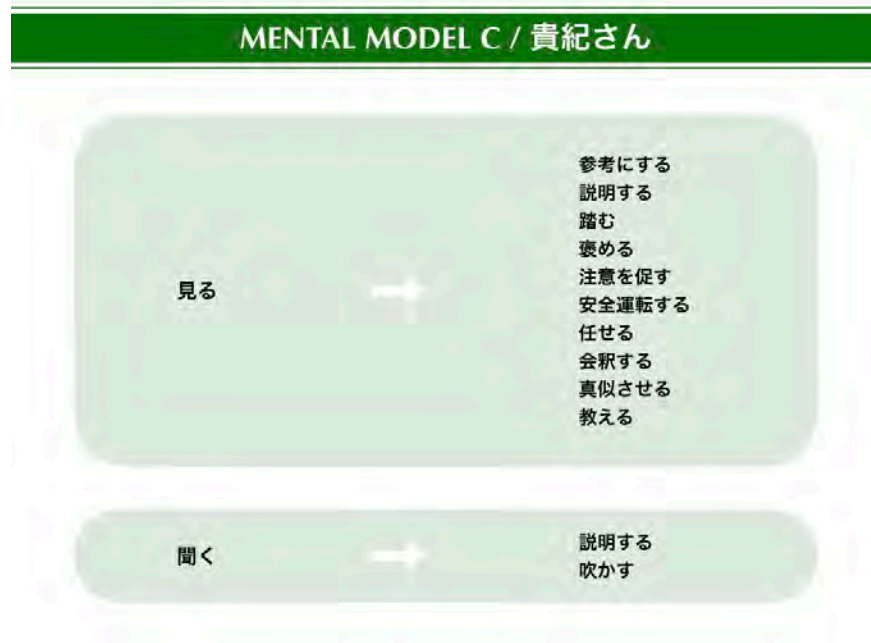 MENTAL MODEL C / 貴紀さん
見る
参考にする
説明する
踏む
褒める
注意を促す
安全運転する
任せる
会釈する
真似させる
教える
聞く
説明する
吹かす